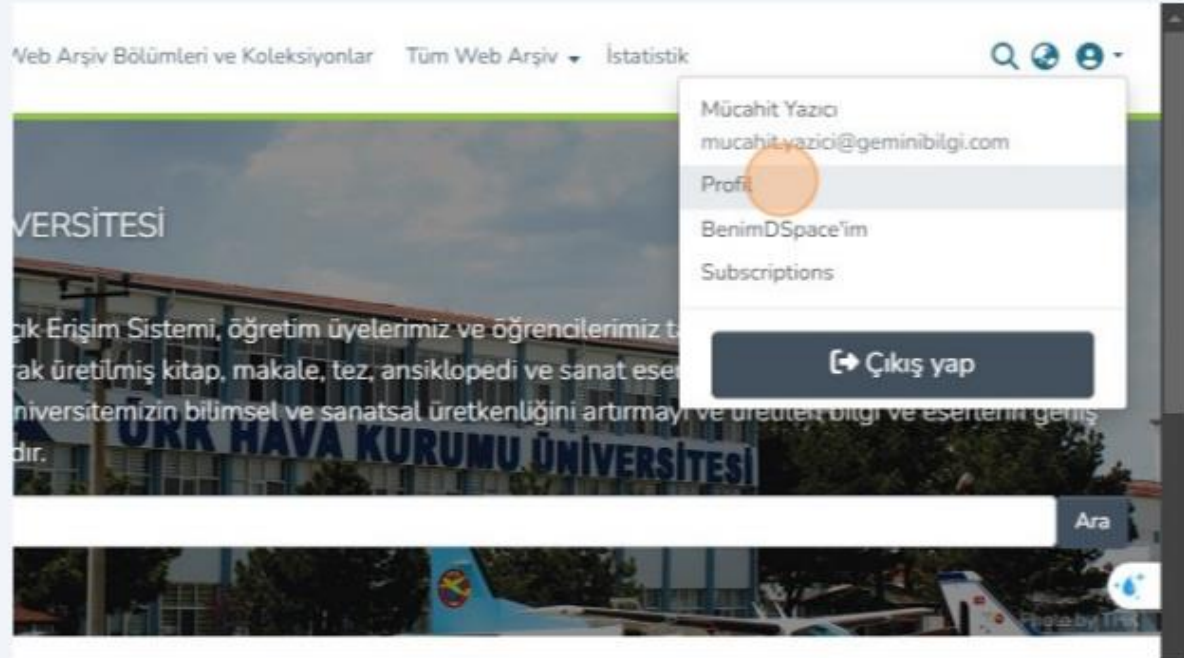 Web Arşiv Bölümleri ve Koleksiyonlar Tüm Web Arşiv İstatistik
Mücahit Yazıcı
mucahit.yazici@geminibilgi.com
Profil
BenimDSpace'im
Subscriptions
Çıkış yap
VERSİTESİ
çık Erişim Sistemi, öğretim üyelerimiz ve öğrencilerimiz ta
rak üretilmiş kitap, makale, tez, ansiklopedi ve sanat eser
niversitemizin bilimsel ve sanatsal üretkenliğini artırmayı ve üretilen bilgi ve eserlerin geniş
dır.
ÜRK HAVA KURUMU ÜNİVERSİTESİ
Ara
Photo by THK